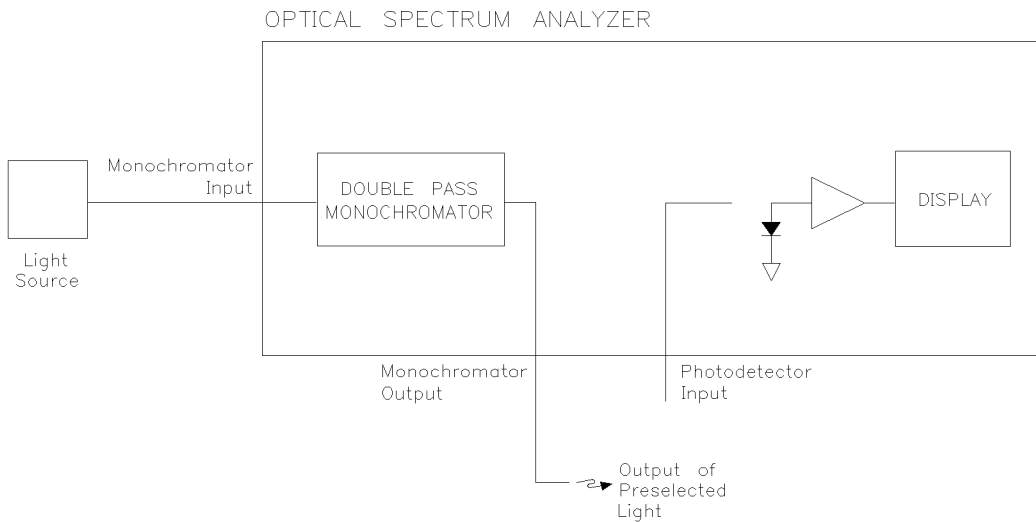 OPTICAL SPECTRUM ANALYZER
Monochromator
Input
DOUBLE PASS
MONOCHROMATOR
DISPLAY
Light
Source
Monochromator
Output
Photodetector
Input
Output of
Preselected
Light